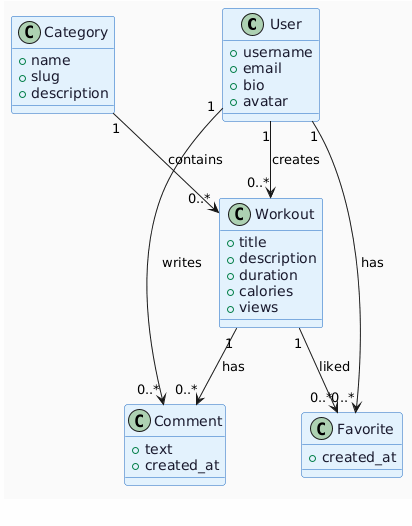 C Category
+ name
+ slug
+ description
C User
+ username
+ email
+ bio
+ avatar
1
1
1
1
contains
creates
0..*
0..*
C Workout
+ title
+ description
+ duration
+ calories
+ views
writes
has
1
1
has
liked
0..*
0..*
0..*
0..*
C Comment
+ text
+ created_at
C Favorite
+ created_at